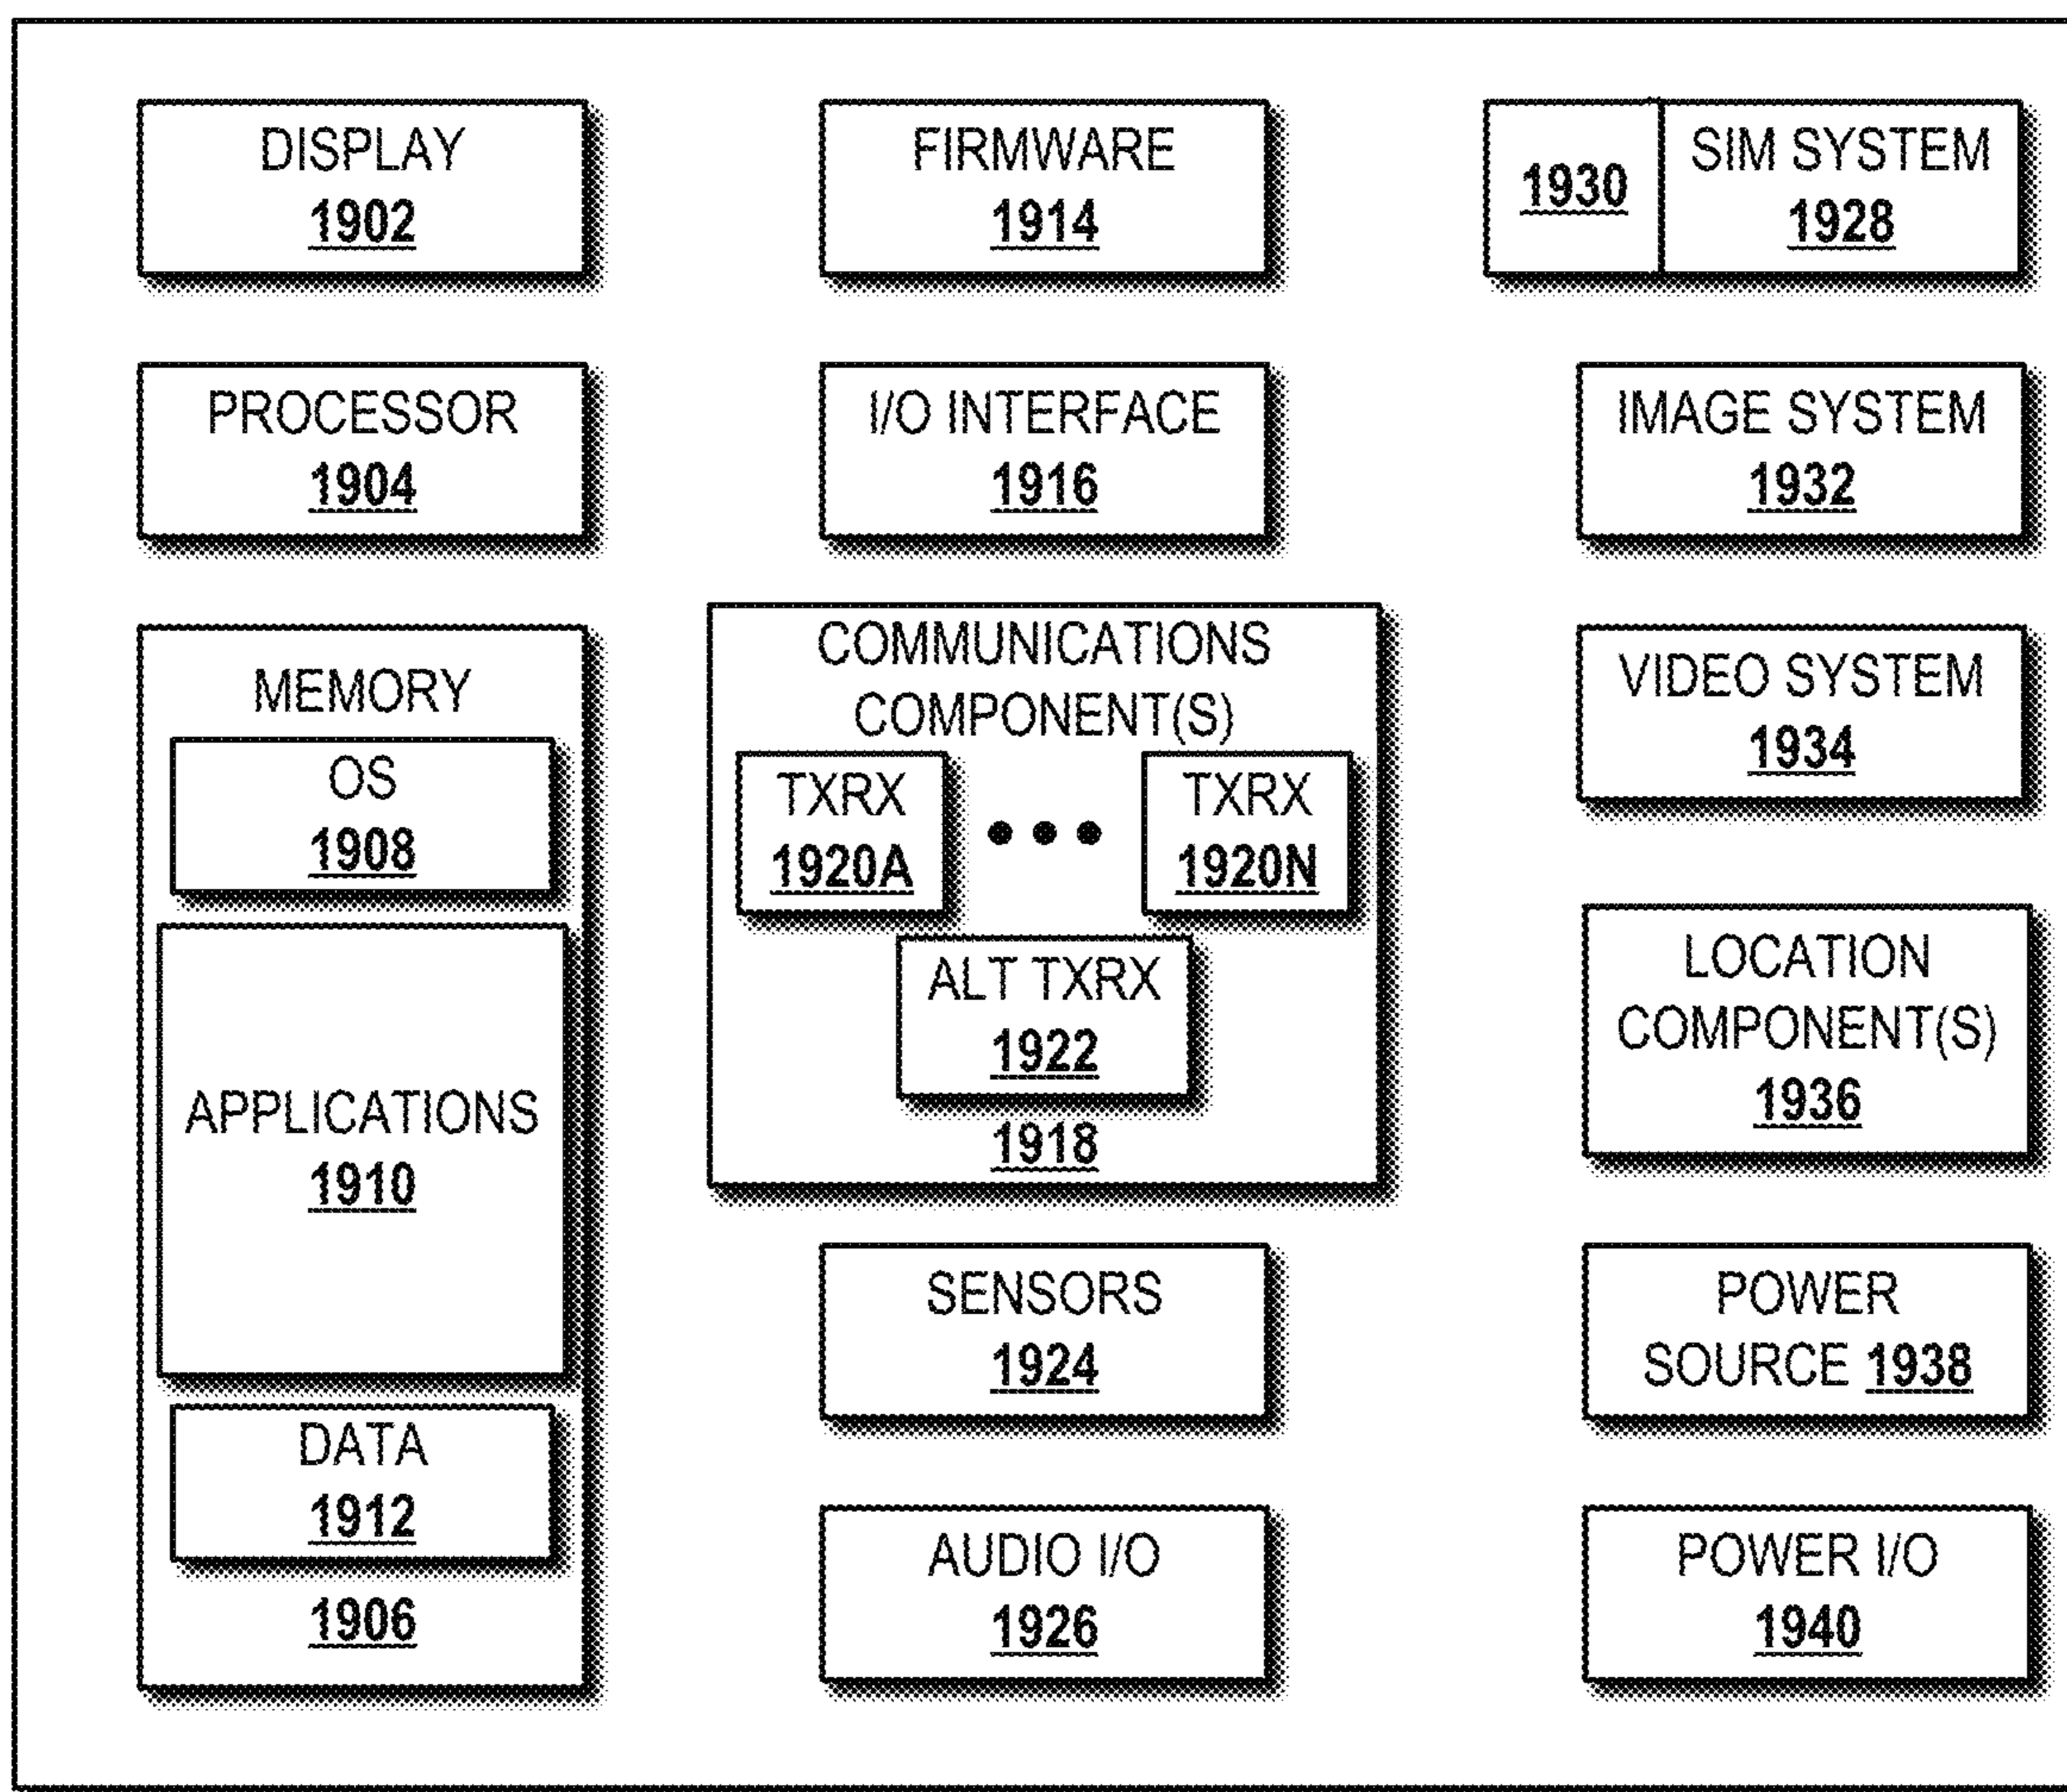 DISPLAY
1902
PROCESSOR
1904
MEMORY
OS
1908
APPLICATIONS
1910
DATA
1912
1906
FIRMWARE
1914
I/O INTERFACE
1916
COMMUNICATIONS
COMPONENT(S)
TXRX
1920A
TXRX
1920N
ALT TXRX
1922
1918
SENSORS
1924
AUDIO I/O
1926
1930
SIM SYSTEM
1928
IMAGE SYSTEM
1932
VIDEO SYSTEM
1934
LOCATION
COMPONENT(S)
1936
POWER
SOURCE 1938
POWER I/O
1940